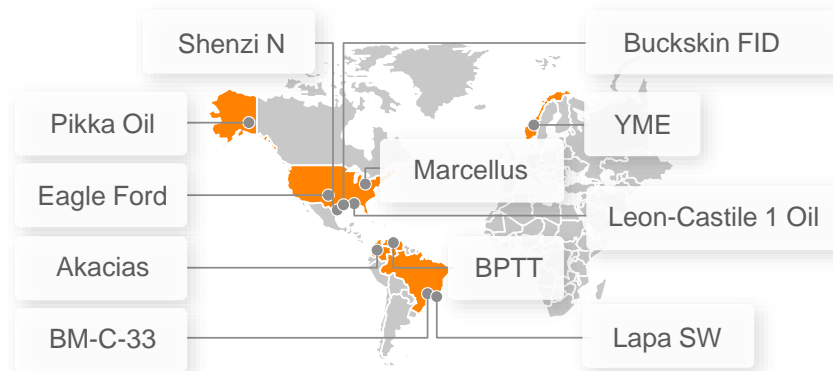 Shenzi N
Buckskin FID
Pikka Oil
YME
Marcellus
Eagle Ford
Leon-Castile 1 Oil
Akacias
BPTT
BM-C-33
Lapa SW